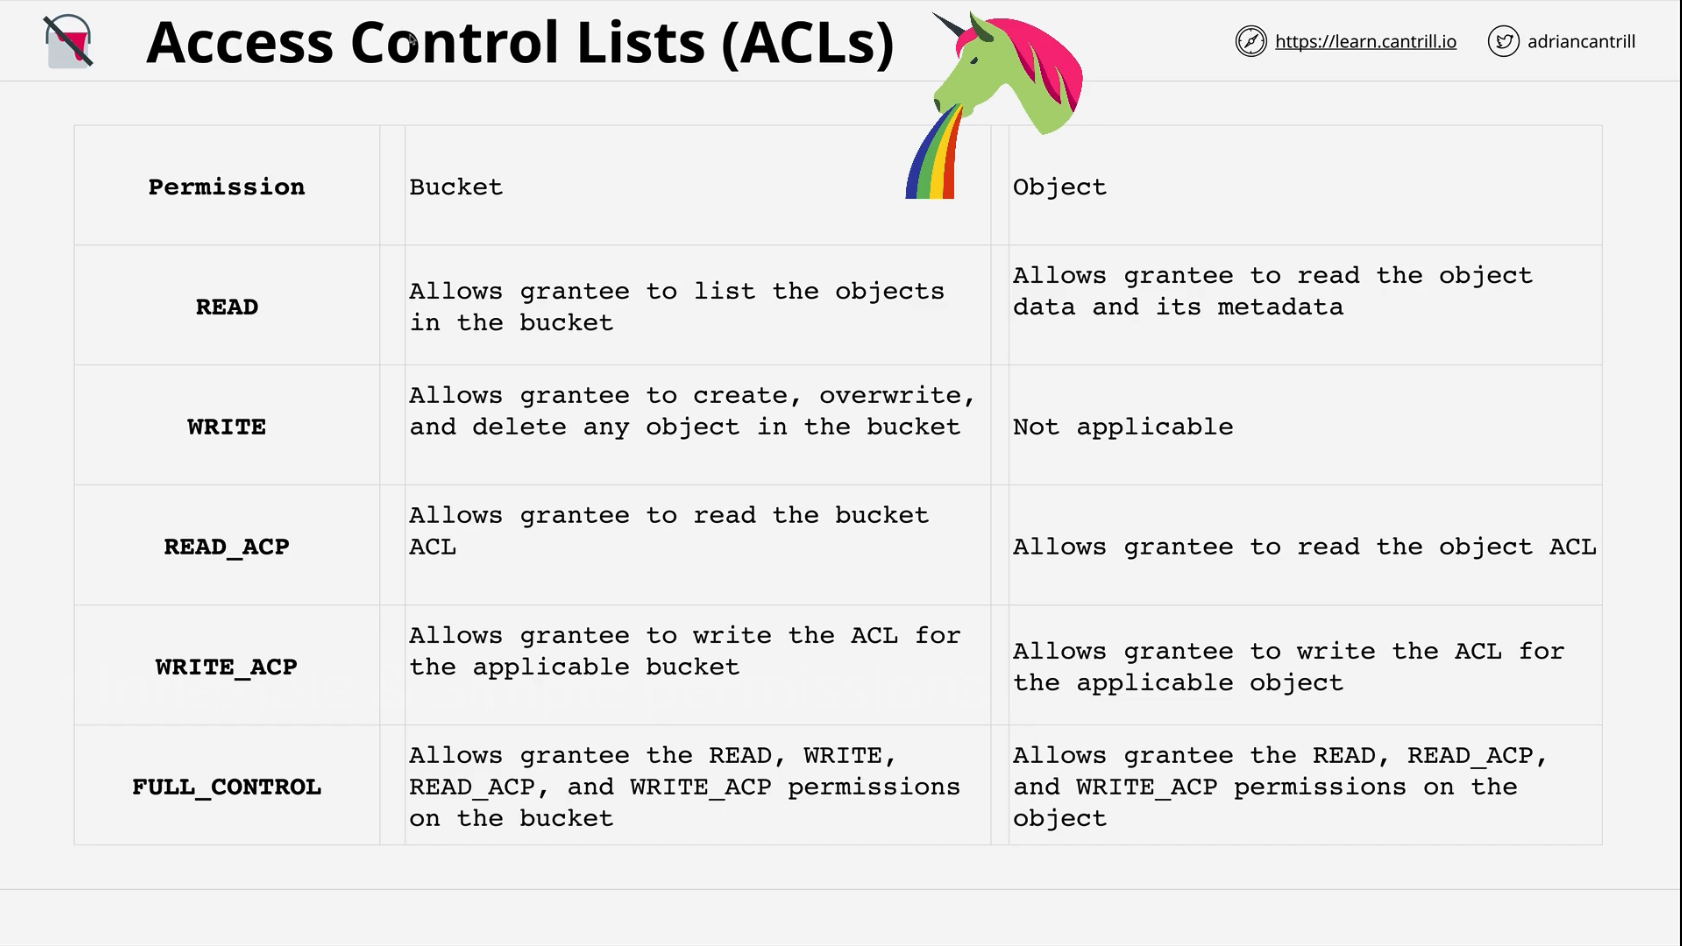 Access Control Lists (ACLs)
https://learn.cantrill.io
adriancantrill
Permission
Bucket
Object
READ
Allows grantee to list the objects
in the bucket
Allows grantee to read the object
data and its metadata
WRITE
Allows grantee to create, overwrite,
and delete any object in the bucket
Not applicable
READ_ACP
Allows grantee to read the bucket
ACL
Allows grantee to read the object ACL
WRITE_ACP
Allows grantee to write the ACL for
the applicable bucket
Allows grantee to write the ACL for
the applicable object
FULL_CONTROL
Allows grantee the READ, WRITE,
READ_ACP, and WRITE_ACP permissions
on the bucket
Allows grantee the READ, READ_ACP,
and WRITE_ACP permissions on the
object